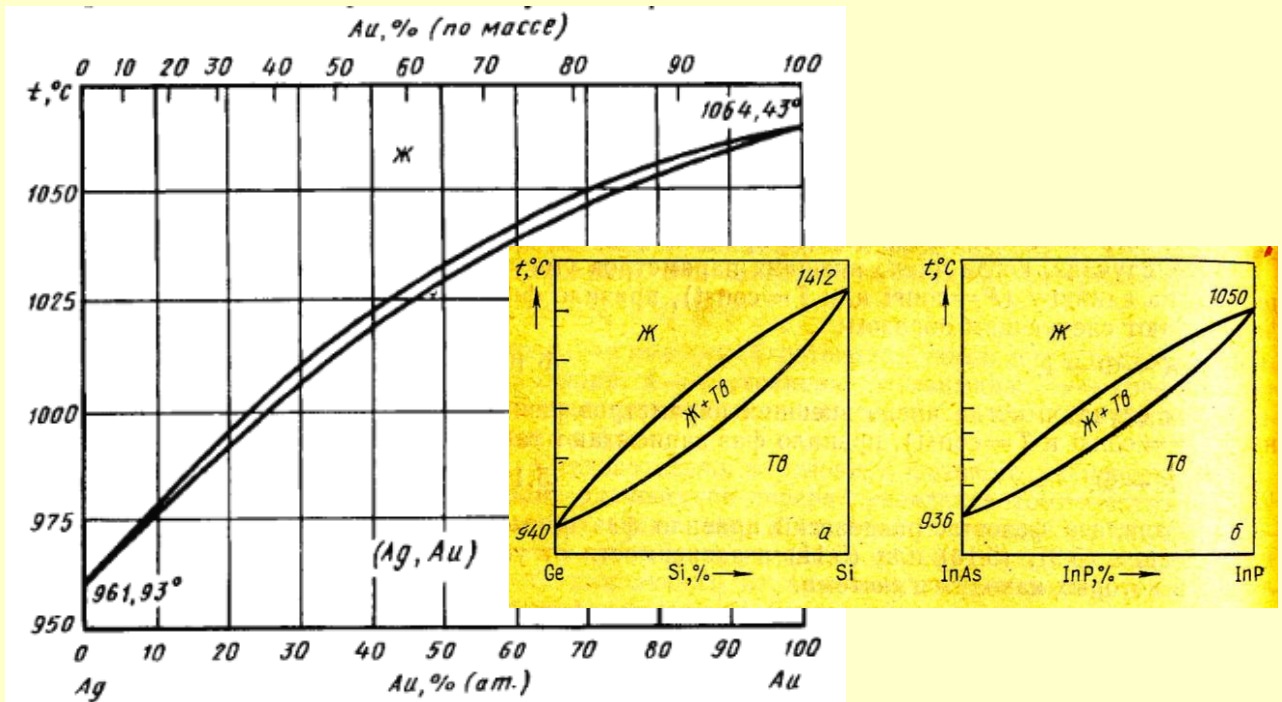 Au,% (по массе)
0 10 20 30 40 50 60 70 80 90 100
t,°C
1064,43°
Ж
1050
1025
1000
975
(Ag, Au)
961,93°
950
0 10 20 30 40 50 60 70 80 90 100
Ag Au,% (ат.) Au
t,°C
1412
Ж
Ж+Тв
Тв
940
а
Ge Si,% Si
t,°C
1050
Ж
Ж+Тв
Тв
936
б
InAs InP,% InP